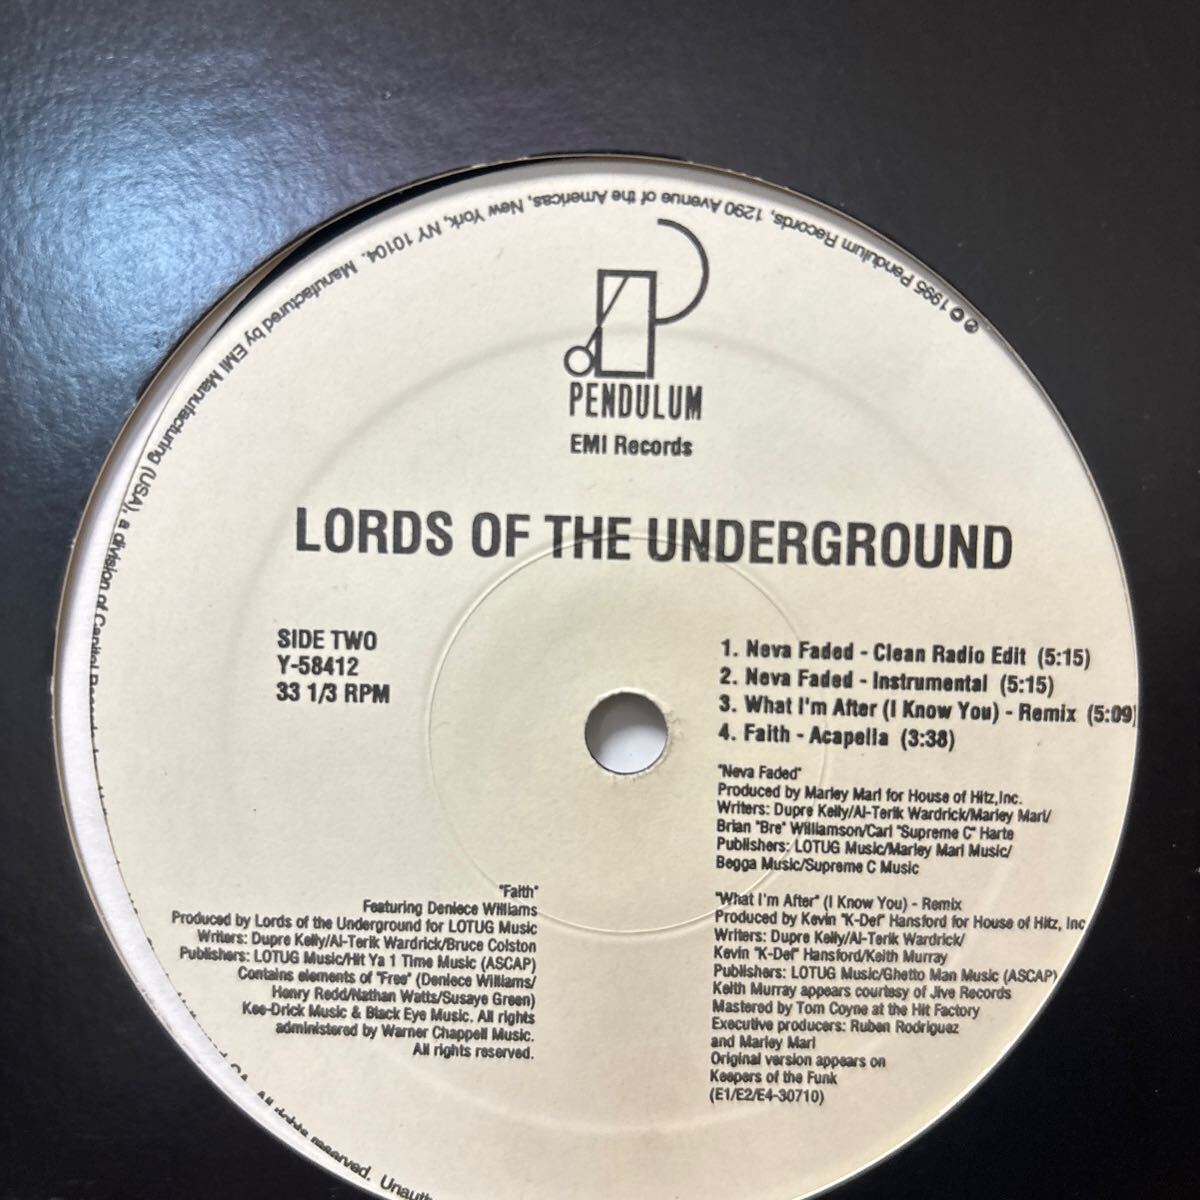 ℗ © 1995 Pendulum Records, 1290 Avenue of the Americas, New York, NY 10104. Manufactured by EMI Manufacturing (USA), a division of Capitol
PENDULUM
EMI Records
LORDS OF THE UNDERGROUND
SIDE TWO
Y-58412
33 1/3 RPM
1. Neva Faded - Clean Radio Edit (5:15)
2. Neva Faded - Instrumental (5:15)
3. What I'm After (I Know You) - Remix (5:09)
4. Faith - Acapella (3:38)
"Neva Faded"
Produced by Marley Marl for House of Hitz,Inc.
Writers: Dupre Kelly/Al-Terik Wardrick/Marley Marl/
Brian "Bre" Williamson/Carl "Supreme C" Harte
Publishers: LOTUG Music/Marley Marl Music/
Begga Music/Supreme C Music
"What I'm After" (I Know You) - Remix
Produced by Kevin "K-Def" Hansford for House of Hitz, Inc
Writers: Dupre Kelly/Al-Terik Wardrick/
Kevin "K-Def" Hansford/Keith Murray
Publishers: LOTUG Music/Ghetto Man Music (ASCAP)
Keith Murray appears courtesy of Jive Records
Mastered by Tom Coyne at the Hit Factory
Executive producers: Ruben Rodriguez
and Marley Marl
Original version appears on
Keepers of the Funk
(E1/E2/E4-30710)
"Faith"
Featuring Deniece Williams
Produced by Lords of the Underground for LOTUG Music
Writers: Dupre Kelly/Al-Terik Wardrick/Bruce Colston
Publishers: LOTUG Music/Hit Ya 1 Time Music (ASCAP)
Contains elements of "Free" (Deniece Williams/
Henry Redd/Nathan Watts/Susaye Green)
Kee-Drick Music & Black Eye Music. All rights
administered by Warner Chappell Music.
All rights reserved.
All rights reserved.